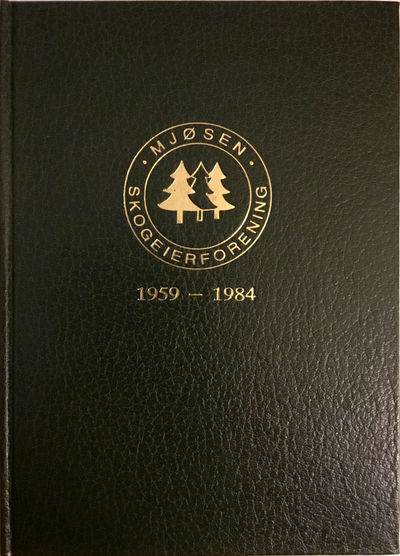 · MJØSEN ·
SKOGEIERFORENING
1959 – 1984